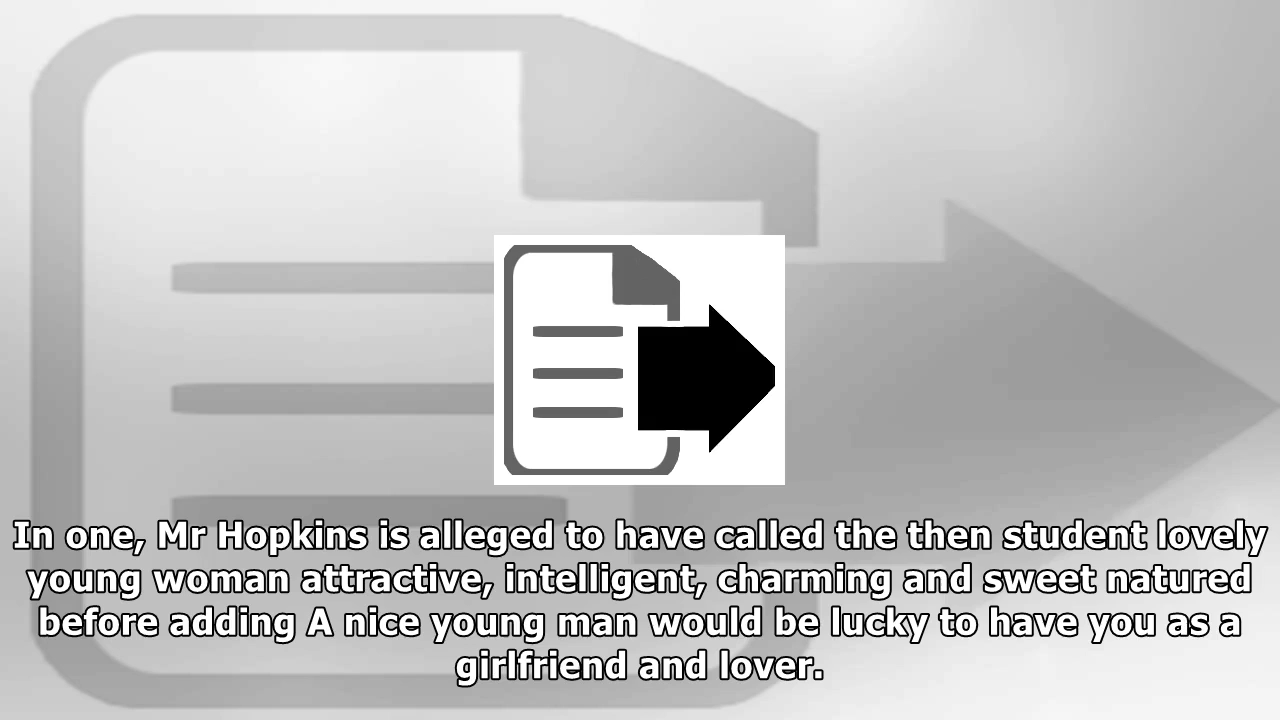 In one, Mr Hopkins is alleged to have called the then student lovely
young woman attractive, intelligent, charming and sweet natured
before adding A nice young man would be lucky to have you as a
girlfriend and lover.